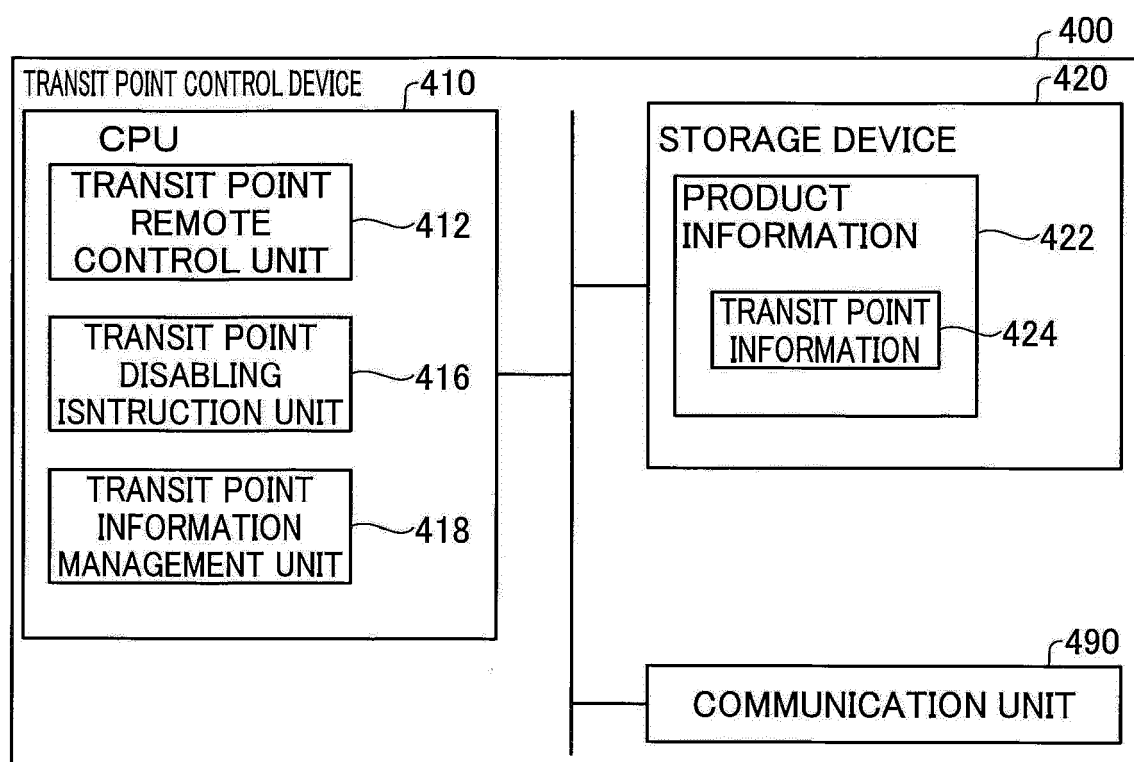 400
TRANSIT POINT CONTROL DEVICE
410
CPU
TRANSIT POINT
REMOTE
CONTROL UNIT
412
TRANSIT POINT
DISABLING
ISNTRUCTION UNIT
416
TRANSIT POINT
INFORMATION
MANAGEMENT UNIT
418
420
STORAGE DEVICE
PRODUCT
INFORMATION
422
TRANSIT POINT
INFORMATION
424
490
COMMUNICATION UNIT